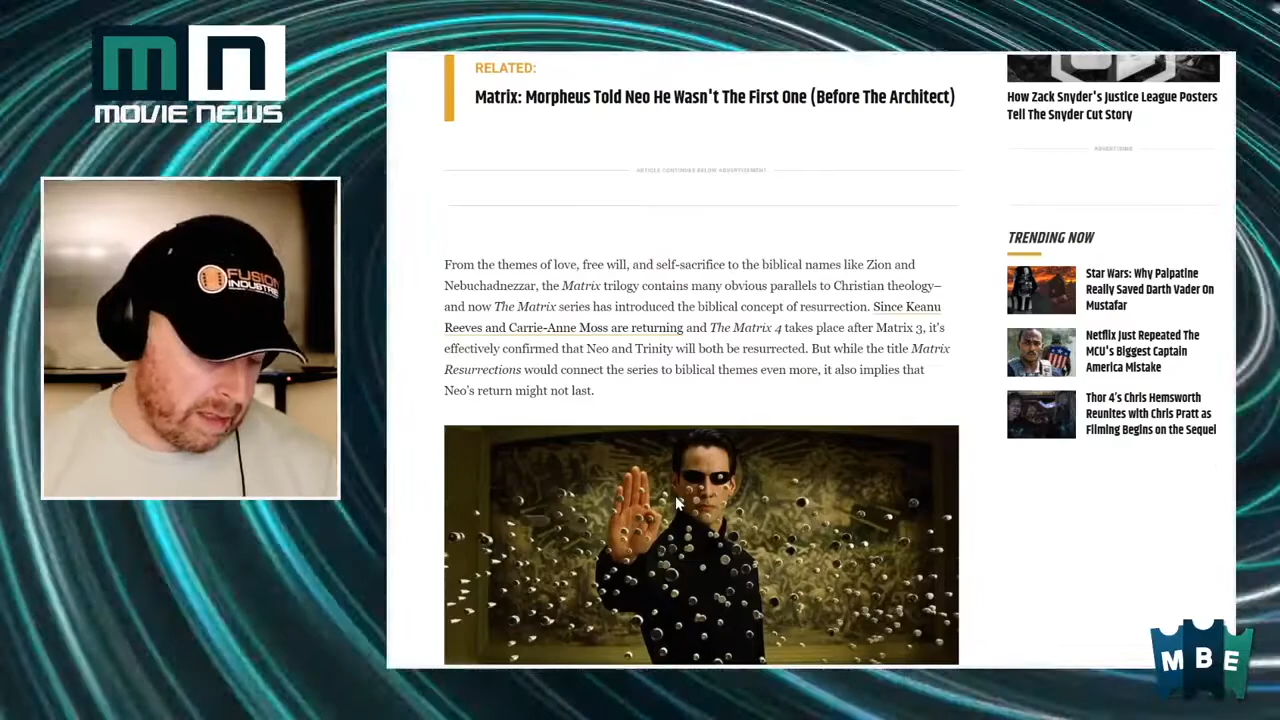 mn
MOVIE NEWS
FUSION
INDUSTRIES
RELATED:
Matrix: Morpheus Told Neo He Wasn't The First One (Before The Architect)
ARTICLE CONTINUES BELOW ADVERTISEMENT
From the themes of love, free will, and self-sacrifice to the biblical names like Zion and
Nebuchadnezzar, the Matrix trilogy contains many obvious parallels to Christian theology–
and now The Matrix series has introduced the biblical concept of resurrection. Since Keanu
Reeves and Carrie-Anne Moss are returning and The Matrix 4 takes place after Matrix 3, it's
effectively confirmed that Neo and Trinity will both be resurrected. But while the title Matrix
Resurrections would connect the series to biblical themes even more, it also implies that
Neo's return might not last.
How Zack Snyder's Justice League Posters
Tell The Snyder Cut Story
ADVERTISING
TRENDING NOW
Star Wars: Why Palpatine
Really Saved Darth Vader On
Mustafar
Netflix Just Repeated The
MCU's Biggest Captain
America Mistake
Thor 4's Chris Hemsworth
Reunites with Chris Pratt as
Filming Begins on the Sequel
MBE